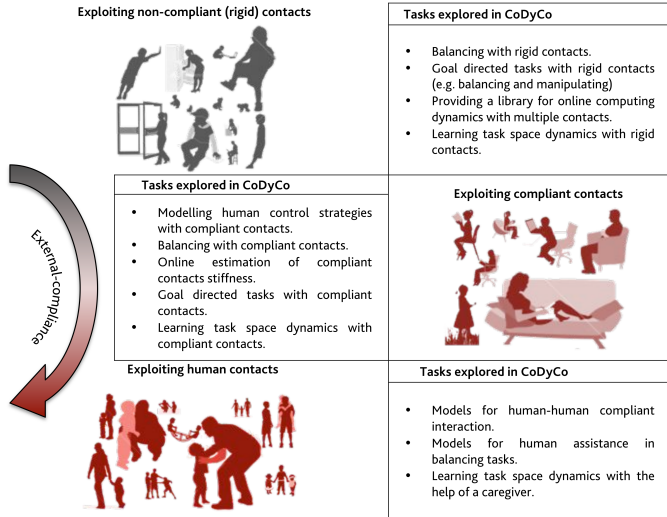 Exploiting non-compliant (rigid) contacts
Tasks explored in CoDyCo
• Balancing with rigid contacts.
• Goal directed tasks with rigid contacts
(e.g. balancing and manipulating)
• Providing a library for online computing
dynamics with multiple contacts.
• Learning task space dynamics with rigid
contacts.
External-compliance
Tasks explored in CoDyCo
• Modelling human control strategies
with compliant contacts.
• Balancing with compliant contacts.
• Online estimation of compliant
contacts stiffness.
• Goal directed tasks with compliant
contacts.
• Learning task space dynamics with
compliant contacts.
Exploiting compliant contacts
Exploiting human contacts
Tasks explored in CoDyCo
• Models for human-human compliant
interaction.
• Models for human assistance in
balancing tasks.
• Learning task space dynamics with the
help of a caregiver.